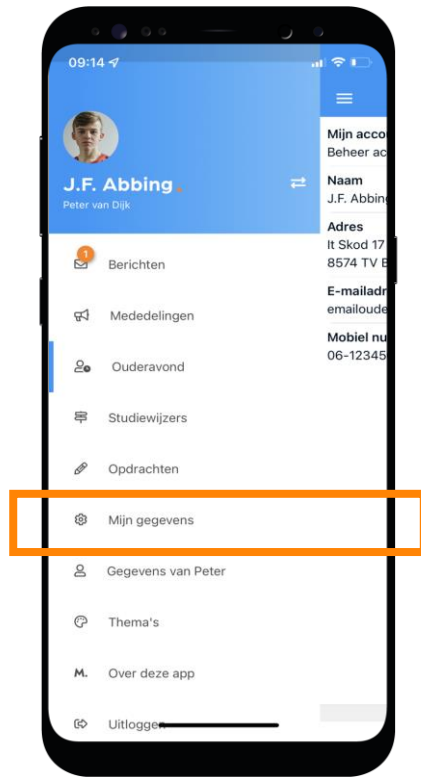 09:14
J.F. Abbing.
Peter van Dijk
1
Berichten
Mededelingen
Ouderavond
Studiewijzers
Opdrachten
Mijn gegevens
Gegevens van Peter
Thema's
M. Over deze app
Uitloggen
Mijn acco
Beheer ac
Naam
J.F. Abbin
Adres
It Skod 17
8574 TV B
E-mailadr
emailoude
Mobiel nu
06-12345